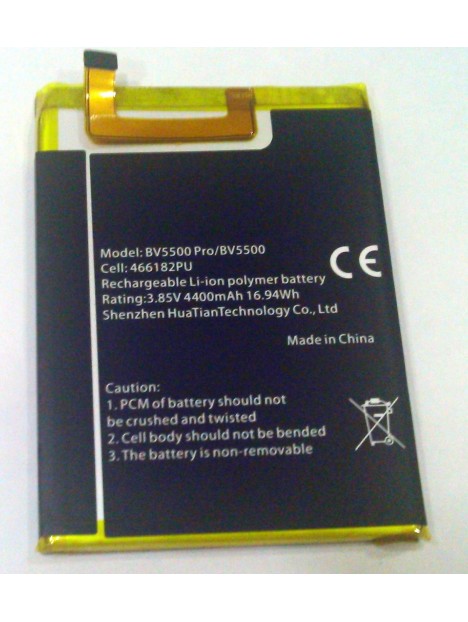 Model: BV5500 Pro/BV5500
Cell: 466182PU
Rechargeable Li-ion polymer battery
Rating:3.85V 4400mAh 16.94Wh
Shenzhen HuaTianTechnology Co., Ltd
CE
Made in China
Caution:
1. PCM of battery should not
be crushed and twisted
2. Cell body should not be bended
3. The battery is non-removable